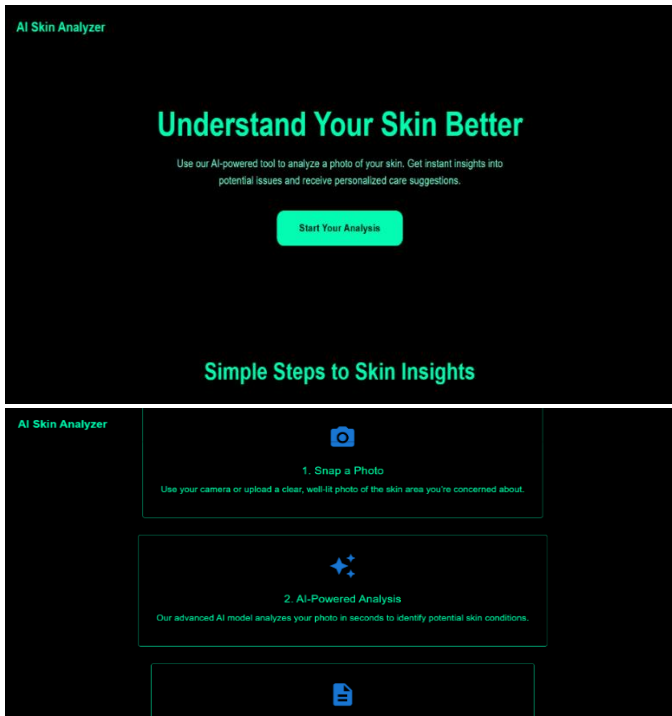 AI Skin Analyzer
Understand Your Skin Better
Use our AI-powered tool to analyze a photo of your skin. Get instant insights into
potential issues and receive personalized care suggestions.
Start Your Analysis
Simple Steps to Skin Insights
AI Skin Analyzer
1. Snap a Photo
Use your camera or upload a clear, well-lit photo of the skin area you're concerned about.
2. AI-Powered Analysis
Our advanced AI model analyzes your photo in seconds to identify potential skin conditions.